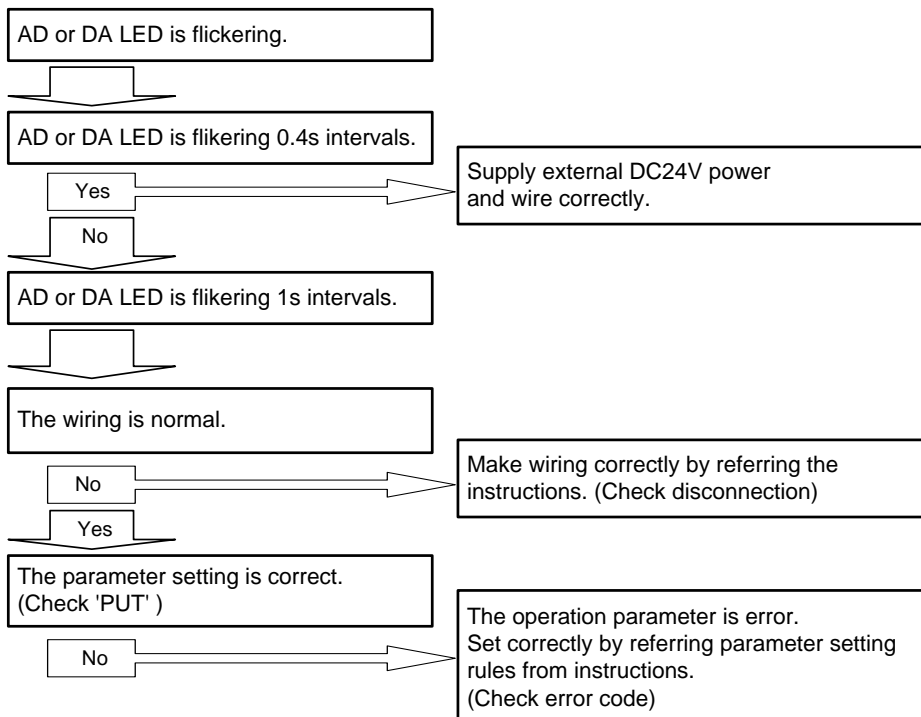 AD or DA LED is flickering.
AD or DA LED is flikering 0.4s intervals.
Yes
Supply external DC24V power
and wire correctly.
No
AD or DA LED is flikering 1s intervals.
The wiring is normal.
No
Make wiring correctly by referring the
instructions. (Check disconnection)
Yes
The parameter setting is correct.
(Check 'PUT' )
No
The operation parameter is error.
Set correctly by referring parameter setting
rules from instructions.
(Check error code)